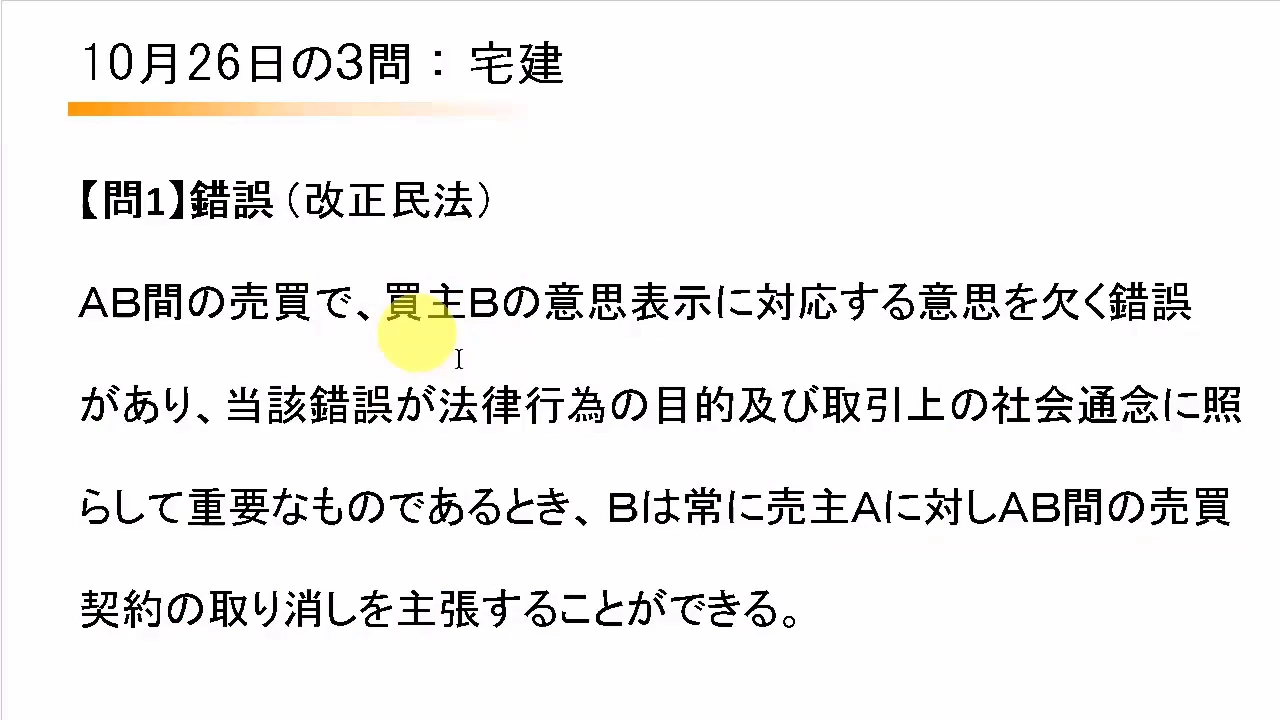 10月26日の3問：宅建
【問1】錯誤（改正民法）
ＡＢ間の売買で、買主Ｂの意思表示に対応する意思を欠く錯誤
があり、当該錯誤が法律行為の目的及び取引上の社会通念に照
らして重要なものであるとき、Ｂは常に売主Ａに対しＡＢ間の売買
契約の取り消しを主張することができる。